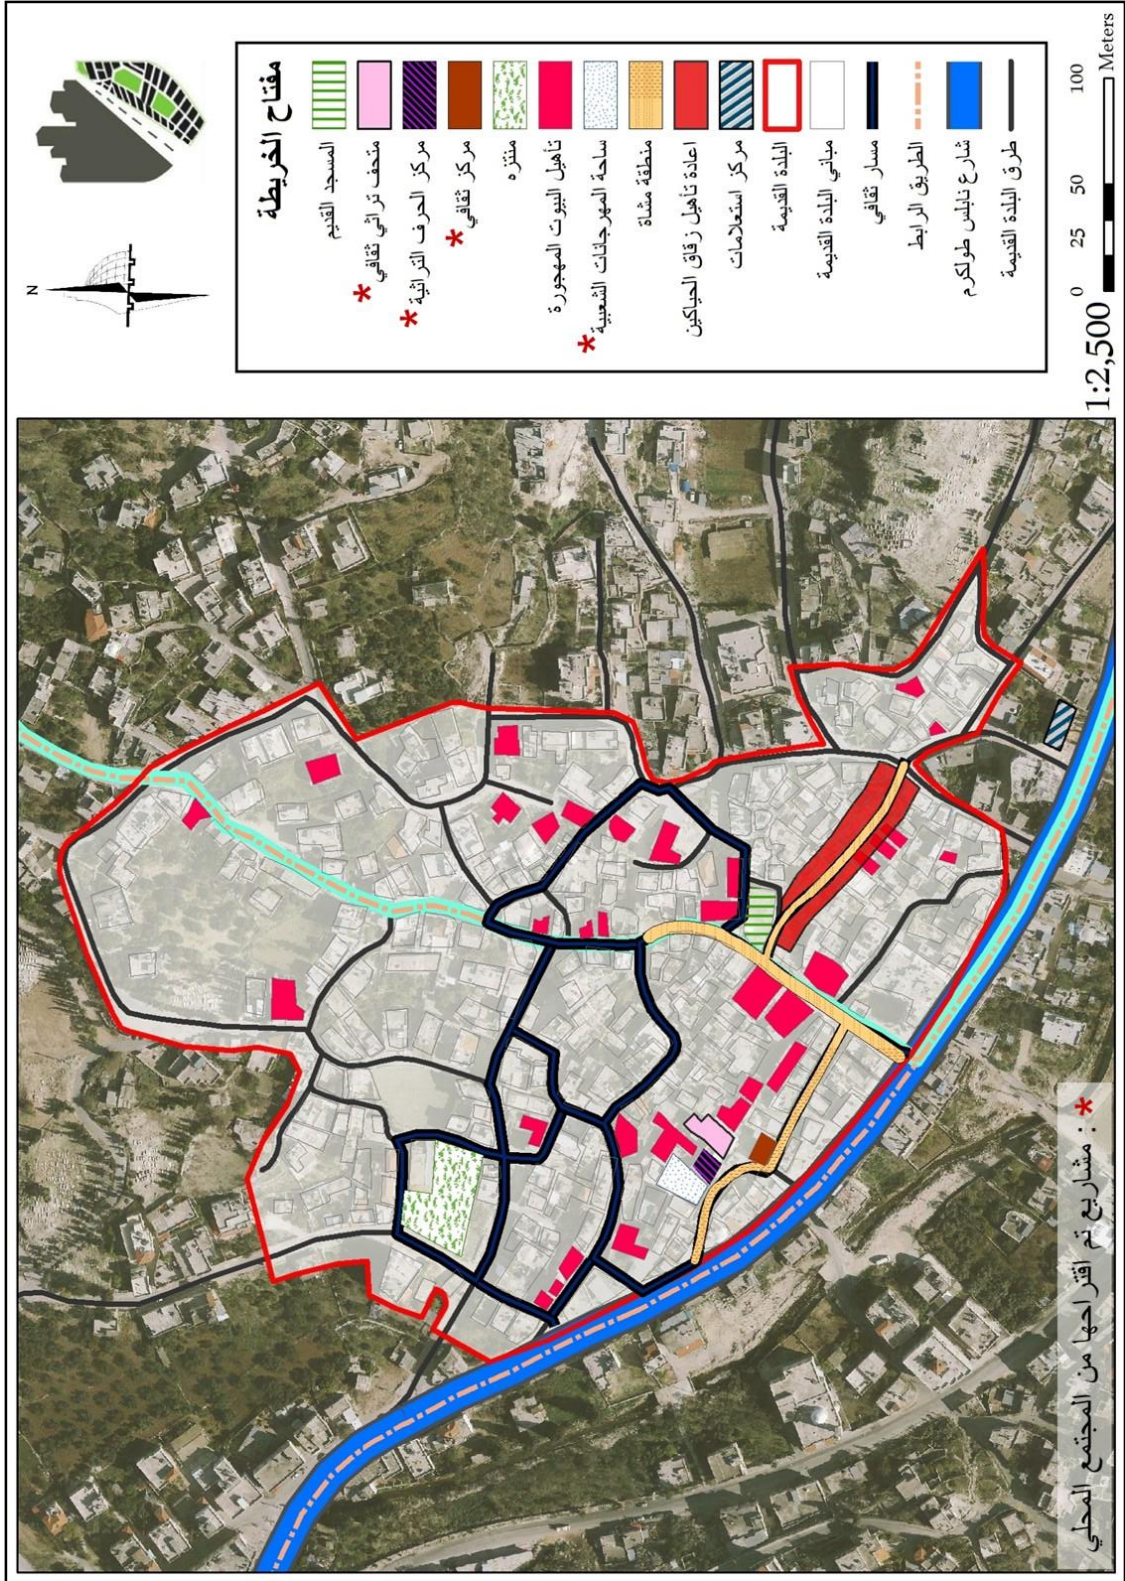 N
مفتاح الخريطة
المسجد القديم
متحف تراثي ثقافي *
مركز الحرف التراثية *
مركز ثقافي *
منتزه
تأهيل البيوت المهجورة
ساحة المهرجانات الشعبية *
منطقة مشاة
اعادة تأهيل زقاق الحياكين
مركز استعلامات
البلدة القديمة
مباني البلدة القديمة
مسار ثقافي
الطريق الرابط
شارع نابلس طولكرم
طرق البلدة القديمة
1:2,500
0 25 50 100
Meters
* : مشاريع تم اقتراحها من المجتمع المحلي